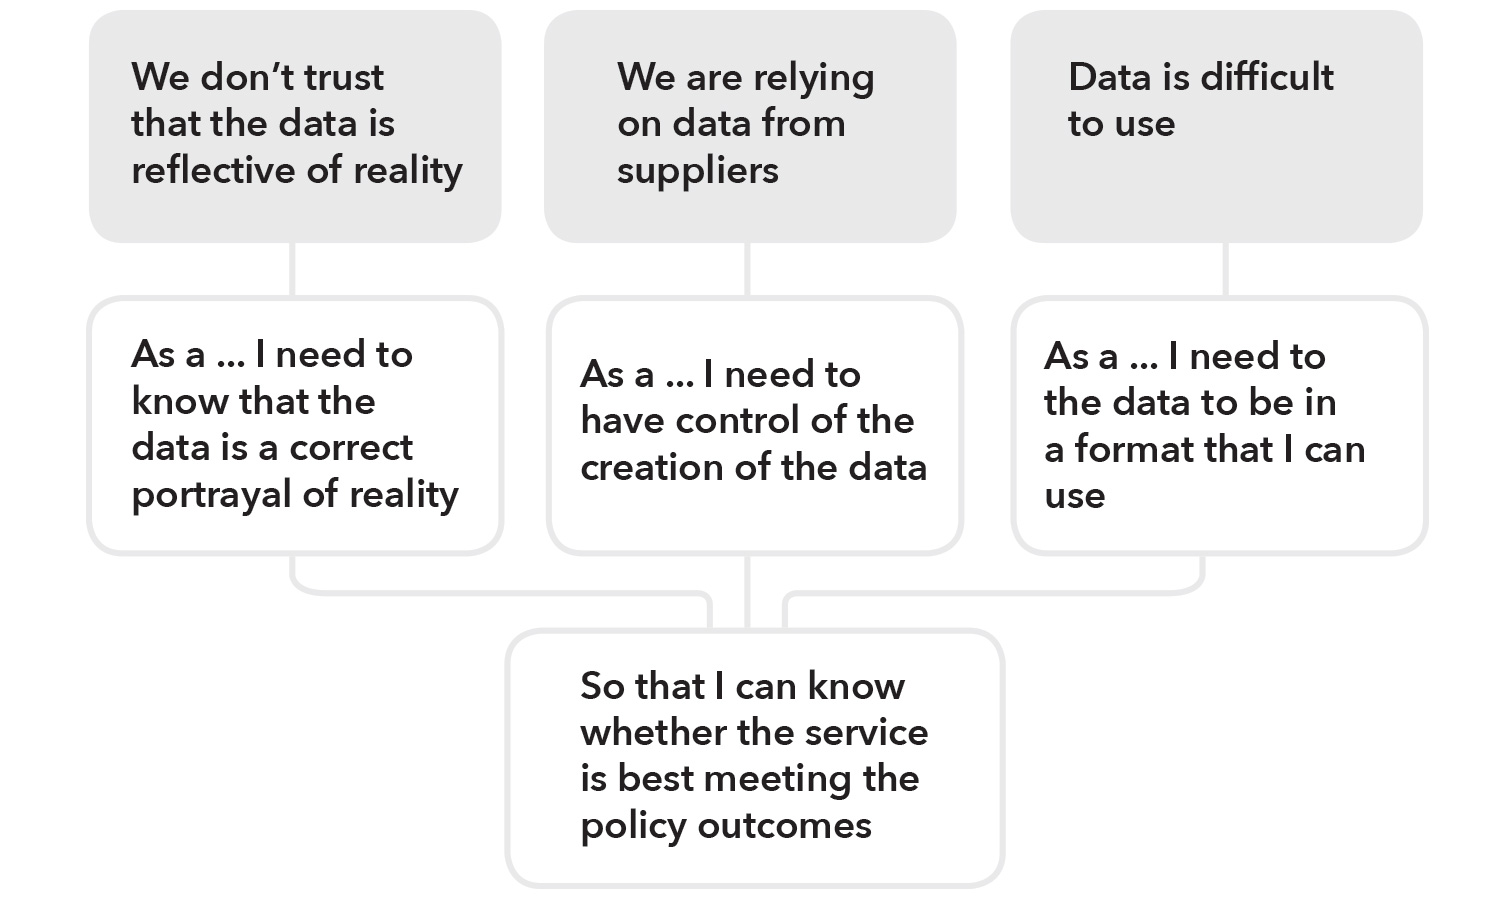 We don’t trust
that the data is
reflective of reality
We are relying
on data from
suppliers
Data is difficult
to use
As a ... I need to
know that the
data is a correct
portrayal of reality
As a ... I need to
have control of the
creation of the data
As a ... I need to
the data to be in
a format that I can
use
So that I can know
whether the service
is best meeting the
policy outcomes